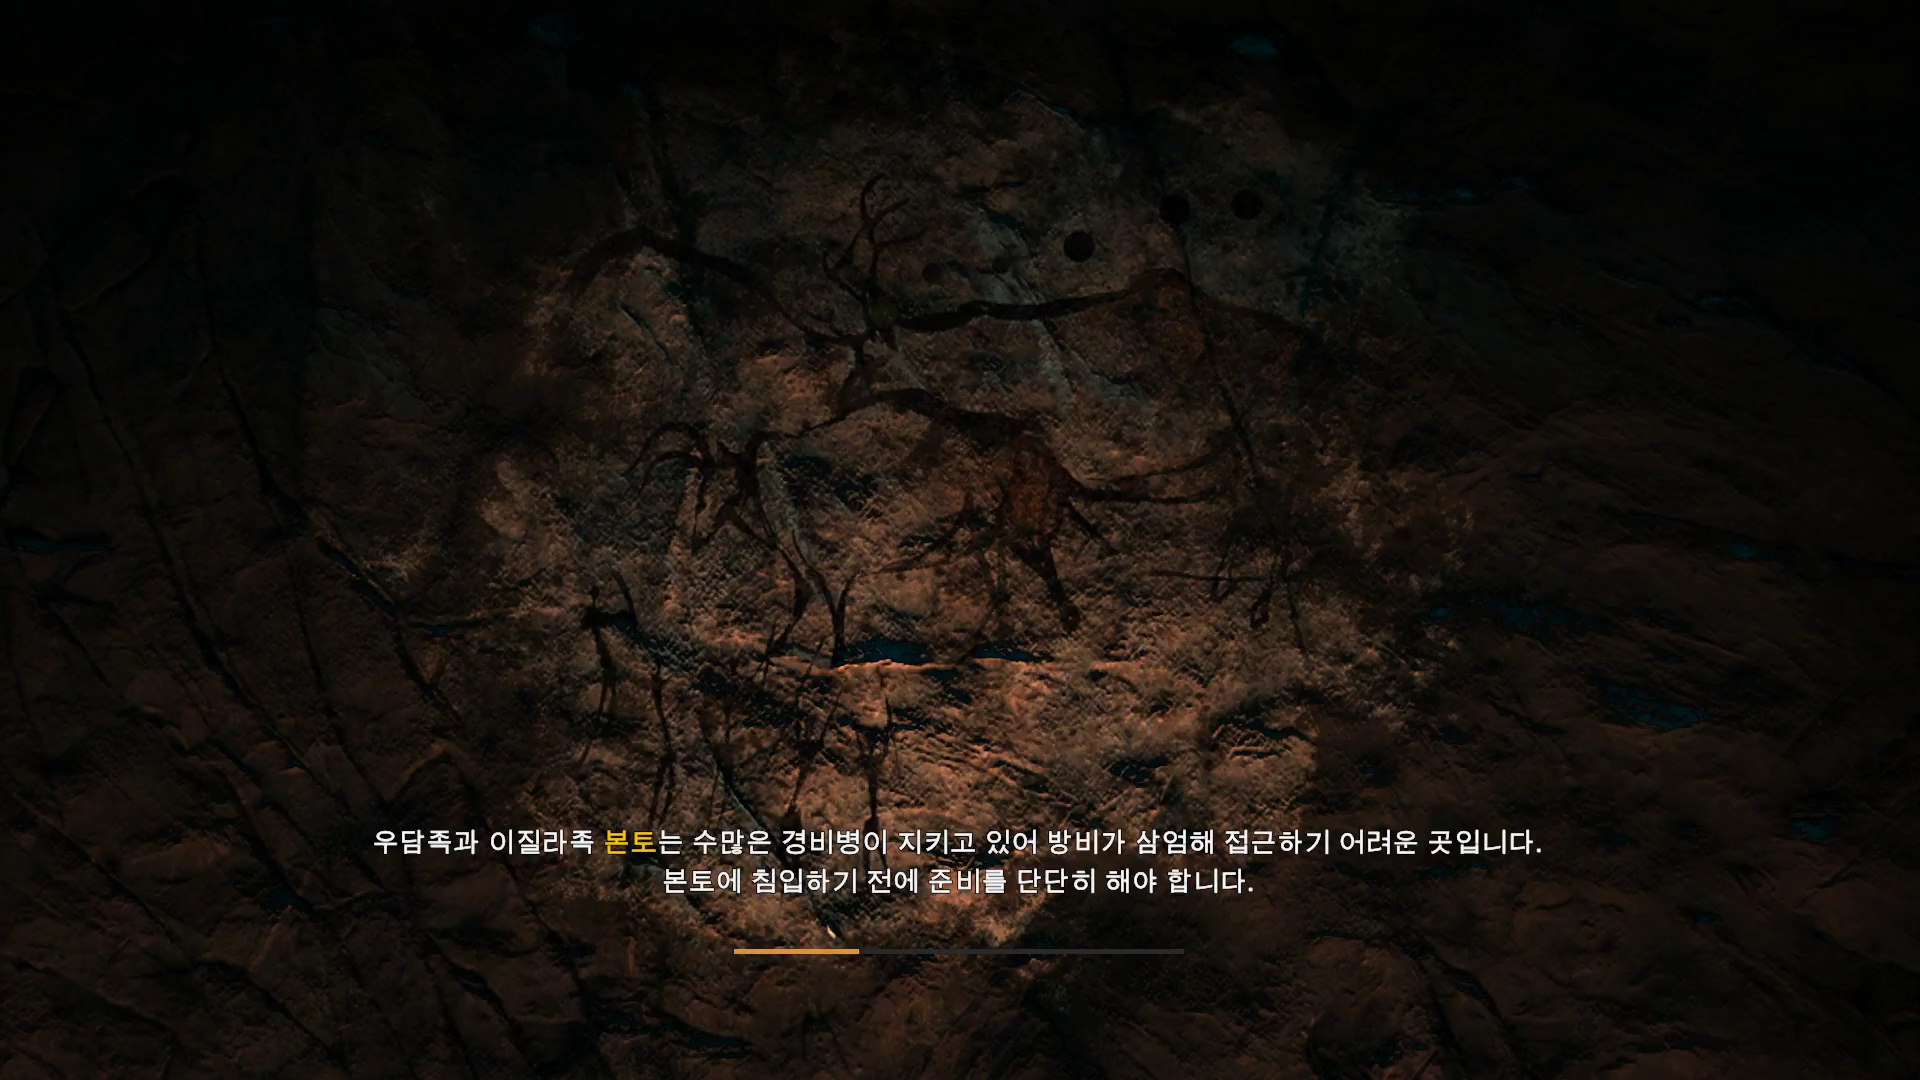 우담족과 이질라족 본토는 수많은 경비병이 지키고 있어 방비가 삼엄해 접근하기 어려운 곳입니다.
본토에 침입하기 전에 준비를 단단히 해야 합니다.